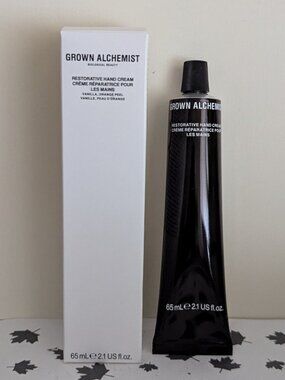 GROWN ALCHEMIST
BIOLOGICAL BEAUTY
RESTORATIVE HAND CREAM
CRÈME RÉPARATRICE POUR
LES MAINS
VANILLA, ORANGE PEEL
VANILLE, PEAU D'ORANGE
65 mL ℮ 2.1 US fl. oz.
GROWN ALCHEMIST
RESTORATIVE HAND CREAM
CRÈME RÉPARATRICE POUR
LES MAINS
65 mL ℮ 2.1 US fl. oz.